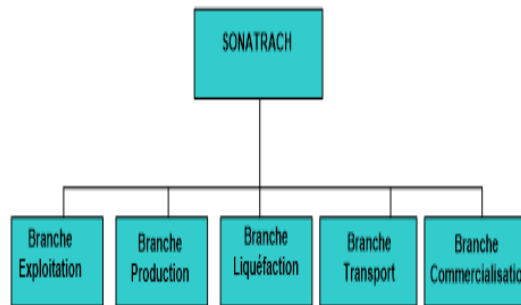 SONATRACH
Branche
Exploitation
Branche
Production
Branche
Liquéfaction
Branche
Transport
Branche
Commercialisatio